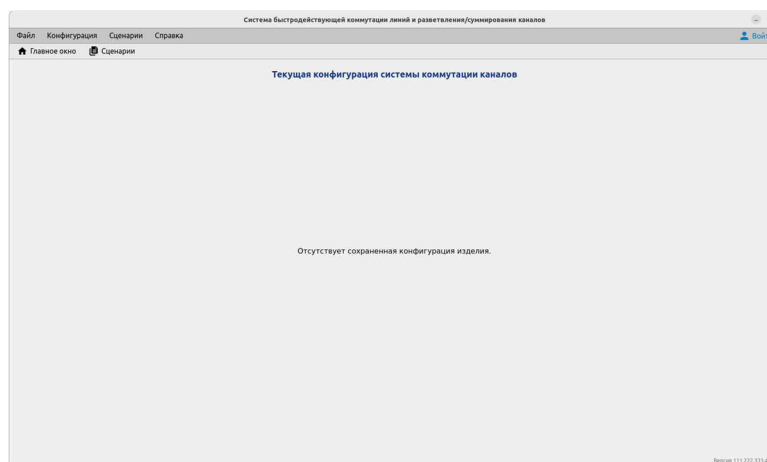 Система быстродействующей коммутации линий и разветвления/суммирования каналов
Файл Конфигурация Сценарии Справка
Главное окно Сценарии
Текущая конфигурация системы коммутации каналов
Отсутствует сохраненная конфигурация изделия.
Версия